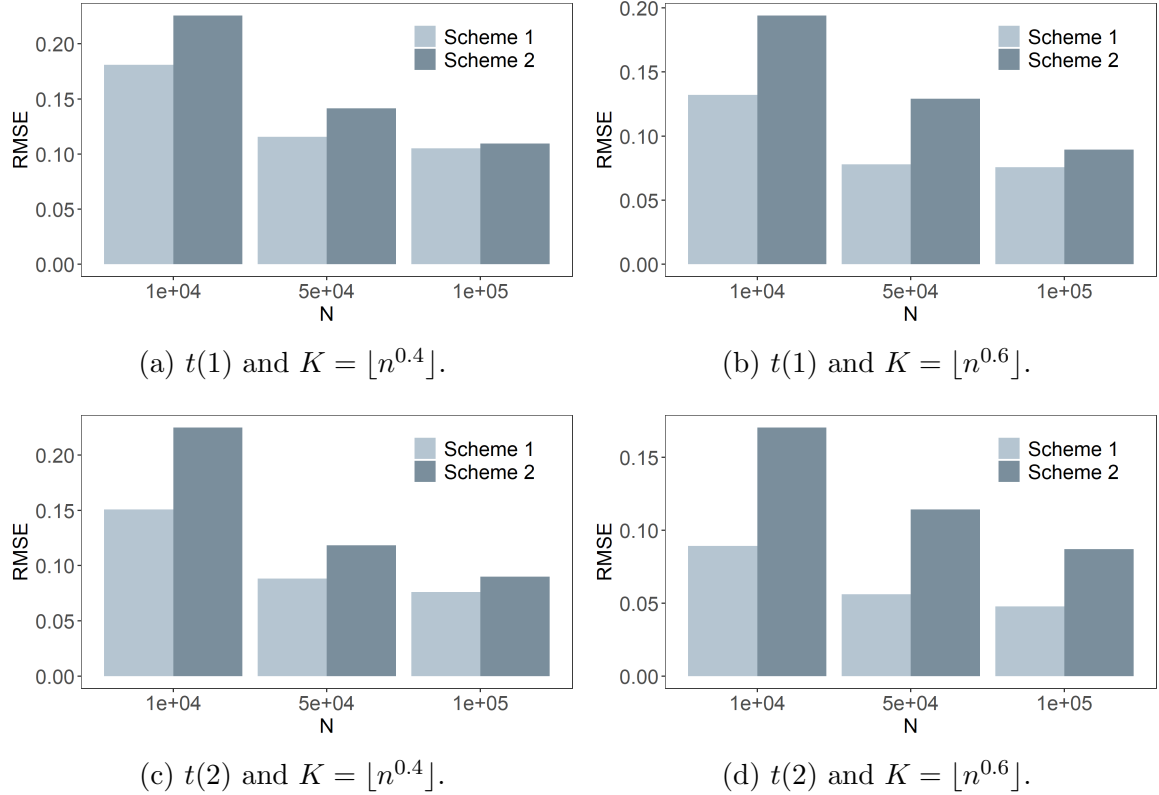 RMSE
0.20
0.15
0.10
0.05
0.00
Scheme 1
Scheme 2
1e+04 5e+04 1e+05
N
(a) t(1) and K = ⌊n^0.4⌋.
RMSE
0.20
0.15
0.10
0.05
0.00
Scheme 1
Scheme 2
1e+04 5e+04 1e+05
N
(b) t(1) and K = ⌊n^0.6⌋.
RMSE
0.20
0.15
0.10
0.05
0.00
Scheme 1
Scheme 2
1e+04 5e+04 1e+05
N
(c) t(2) and K = ⌊n^0.4⌋.
RMSE
0.15
0.10
0.05
0.00
Scheme 1
Scheme 2
1e+04 5e+04 1e+05
N
(d) t(2) and K = ⌊n^0.6⌋.